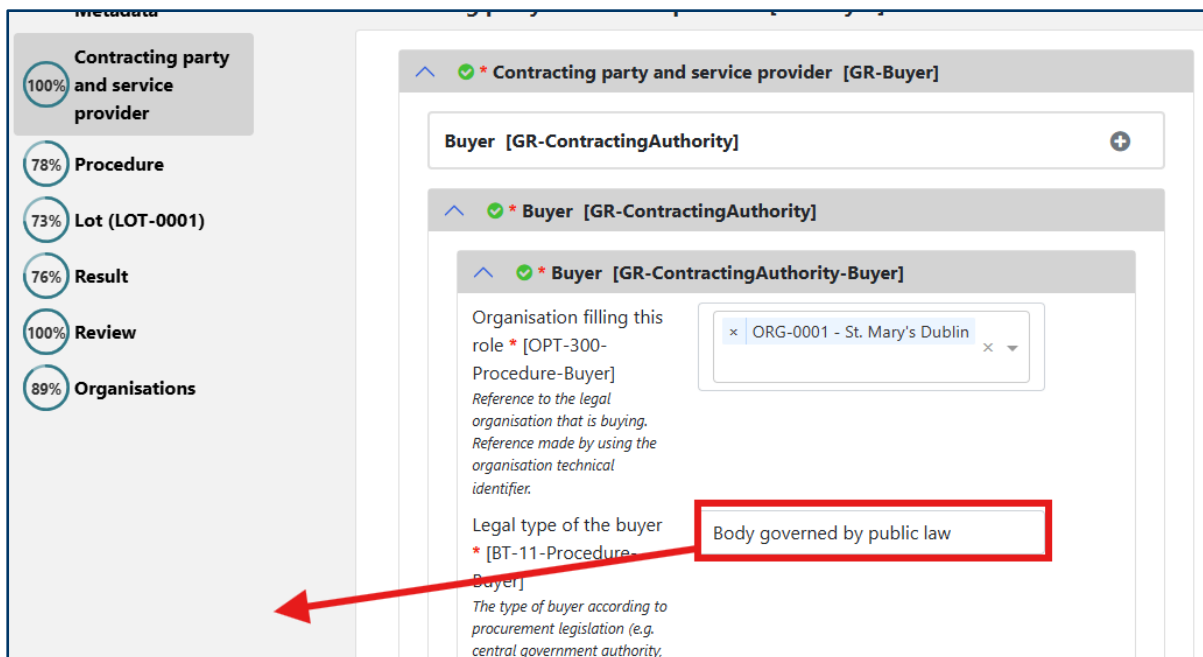 Metadata
Contracting party
100% and service
provider
78% Procedure
73% Lot (LOT-0001)
76% Result
100% Review
89% Organisations
* Contracting party and service provider [GR-Buyer]
Buyer [GR-ContractingAuthority]
* Buyer [GR-ContractingAuthority]
* Buyer [GR-ContractingAuthority-Buyer]
Organisation filling this
role * [OPT-300-
Procedure-Buyer]
× ORG-0001 - St. Mary's Dublin ×
Reference to the legal
organisation that is buying.
Reference made by using the
organisation technical
identifier.
Legal type of the buyer
* [BT-11-Procedure-
Buyer]
Body governed by public law
The type of buyer according to
procurement legislation (e.g.
central government authority,